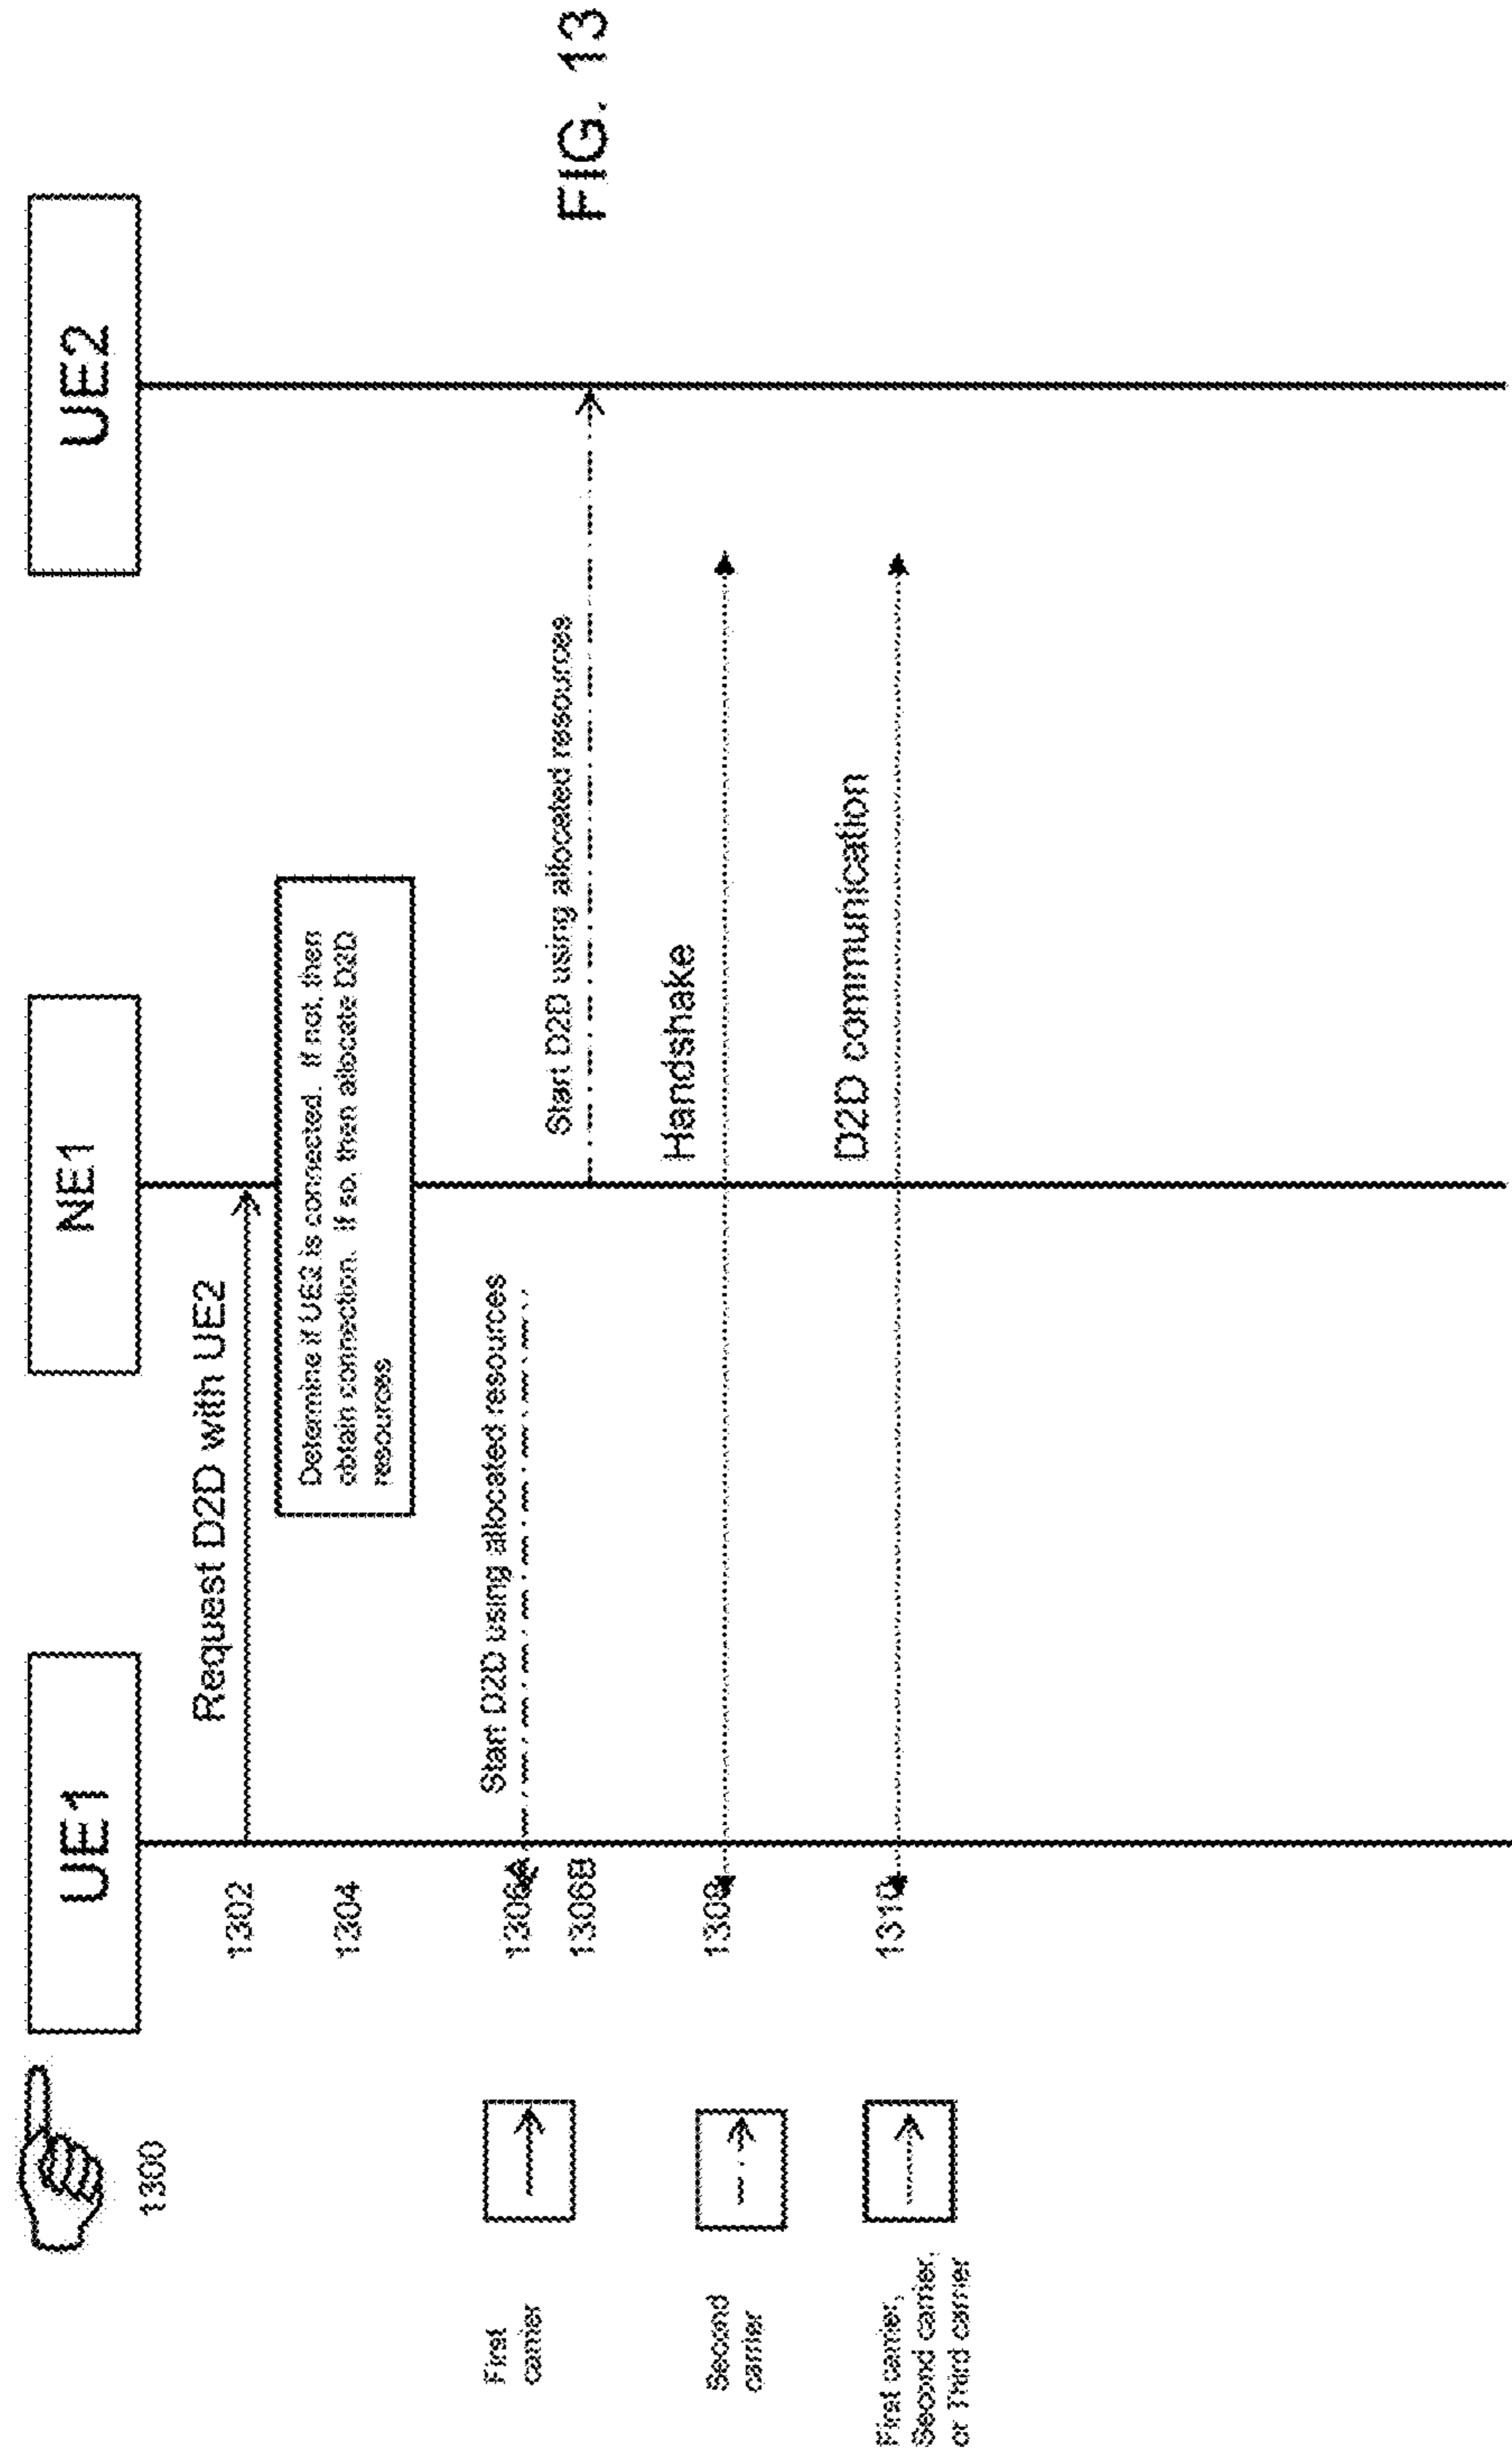 1300
UE1
NE1
UE2
1302
Request D2D with UE2
1304
Determine if UE2 is connected. If not, then
obtain connection. If so, then allocate D2D
resources
First
carrier
1306A
Start D2D using allocated resources
1306B
Start D2D using allocated resources
Second
carrier
1308
Handshake
First carrier,
Second carrier,
or Third carrier
1310
D2D communication
FIG. 13